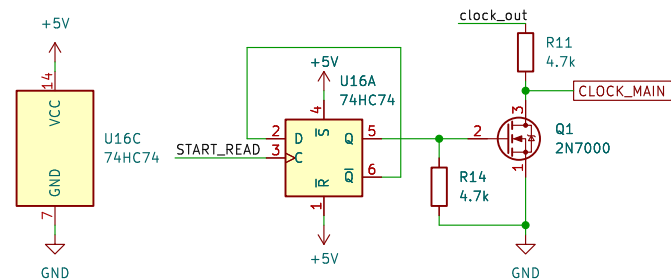 clock_out
+5V
R11
4.7k
+5V
U16A
74HC74
14
VCC
CLOCK_MAIN
4
3
S
2
D
Q
5
2
Q1
2N7000
U16C
74HC74
START_READ
3
C
6
Q
1
GND
R
R14
4.7k
7
1
GND
+5V
GND